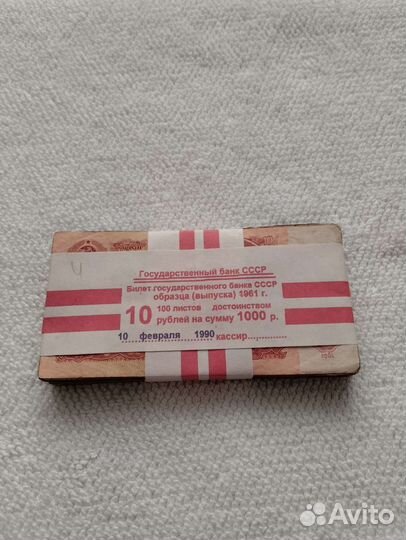 Государственный банк СССР
Билет государственного банка СССР
образца (выпуска) 1961 г.
10 100 листов достоинством
рублей на сумму 1000 р.
10 февраля 1990 кассир..............
1961
Avito